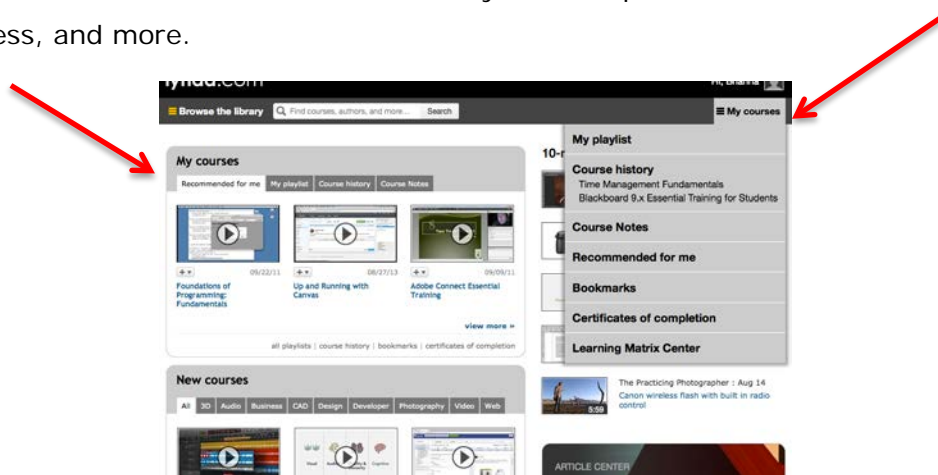 ess, and more.
lynda.com
Hi, Brianna
Browse the library
Find courses, authors, and more...
Search
My courses
My courses
Recommended for me
My playlist
Course history
Course Notes
09/22/11
08/27/13
09/09/11
Foundations of
Programming:
Fundamentals
Up and Running with
Canvas
Adobe Connect Essential
Training
view more »
all playlists | course history | bookmarks | certificates of completion
10-
My playlist
Course history
Time Management Fundamentals
Blackboard 9.x Essential Training for Students
Course Notes
Recommended for me
Bookmarks
Certificates of completion
Learning Matrix Center
New courses
All
3D
Audio
Business
CAD
Design
Developer
Photography
Video
Web
5:59
The Practicing Photographer : Aug 14
Canon wireless flash with built in radio
control
ARTICLE CENTER